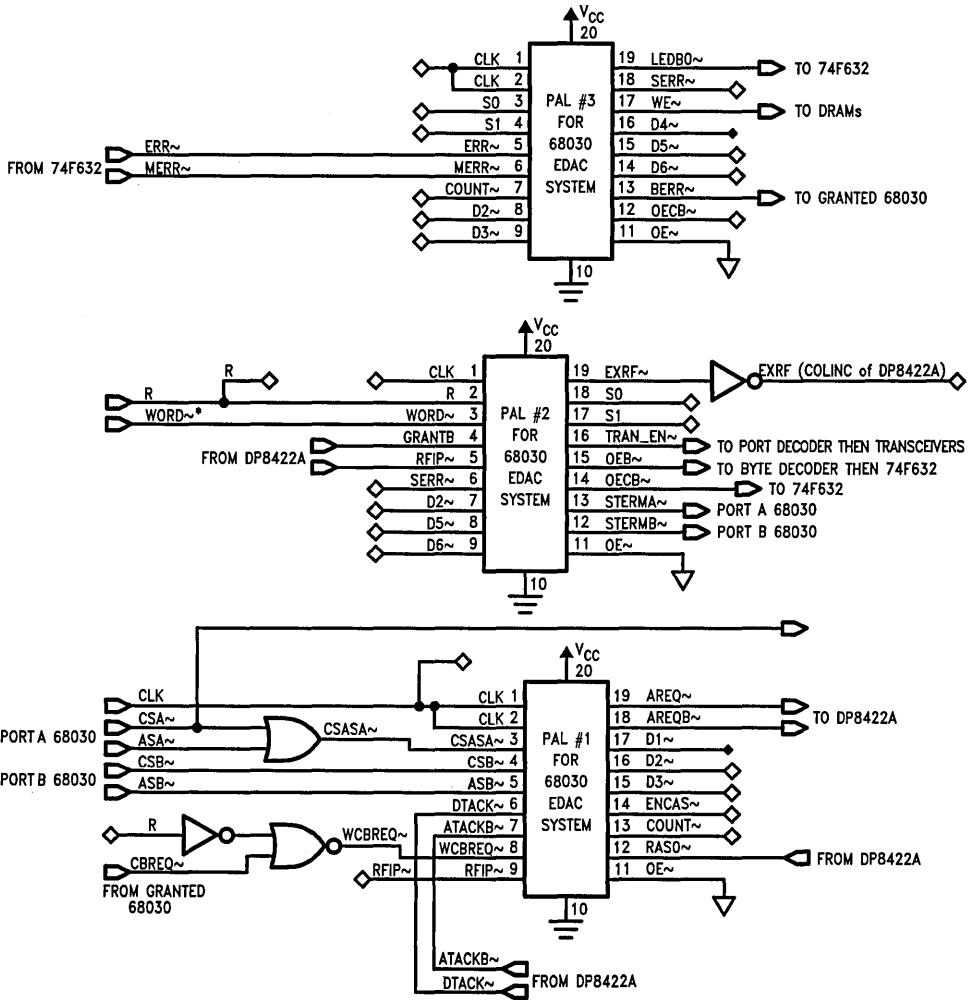 VCC
20
CLK 1
CLK 2
S0 3
S1 4
FROM 74F632
ERR~ ERR~ 5
MERR~ MERR~ 6
COUNT~ 7
D2~ 8
D3~ 9
PAL #3
FOR
68030
EDAC
SYSTEM
19 LEDBO~ TO 74F632
18 SERR~
17 WE~ TO DRAMs
16 D4~
15 D5~
14 D6~
13 BERR~ TO GRANTED 68030
12 OECB~
11 OE~
10
VCC
20
R
CLK 1
R R 2
WORD~* WORD~ 3
GRANTB 4
FROM DP8422A
RFIP~ 5
SERR~ 6
D2~ 7
D5~ 8
D6~ 9
PAL #2
FOR
68030
EDAC
SYSTEM
19 EXRF~ EXRF (COLINC of DP8422A)
18 S0
17 S1
16 TRAN_EN~ TO PORT DECODER THEN TRANSCEIVERS
15 OEB~ TO BYTE DECODER THEN 74F632
14 OECB~ TO 74F632
13 STERMA~ PORT A 68030
12 STERMB~ PORT B 68030
11 OE~
10
VCC
20
CLK CLK 1
CSA~ CLK 2
PORT A 68030
ASA~ CSASA~ CSASA~ 3
CSB~ CSB~ 4
PORT B 68030
ASB~ ASB~ 5
DTACK~ 6
ATACKB~ 7
R WCBREQ~ WCBREQ~ 8
CBREQ~ RFIP~ RFIP~ 9
FROM GRANTED
68030
PAL #1
FOR
68030
EDAC
SYSTEM
19 AREQ~
TO DP8422A
18 AREQB~
17 D1~
16 D2~
15 D3~
14 ENCAS~
13 COUNT~
12 RAS0~ FROM DP8422A
11 OE~
10
ATACKB~
FROM DP8422A
DTACK~